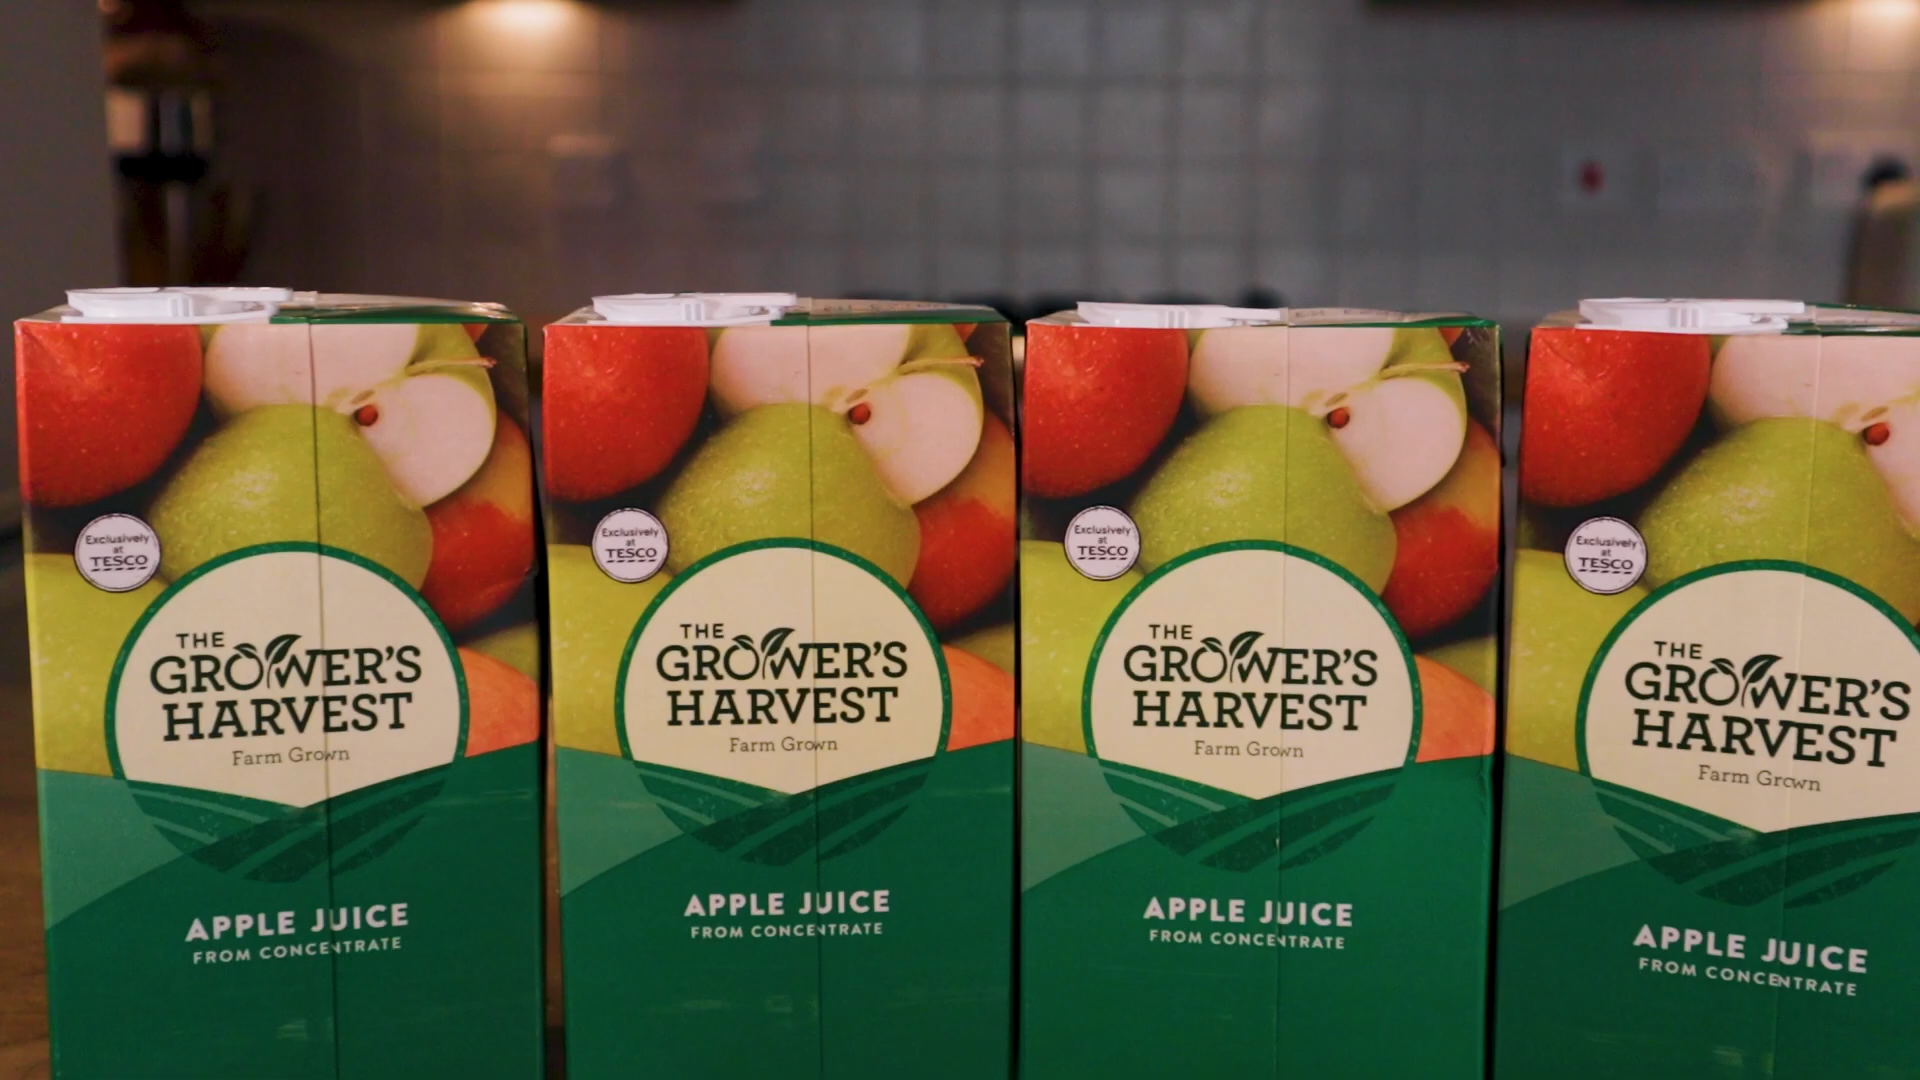 Exclusively
at
TESCO
THE
GROWER'S
HARVEST
Farm Grown
APPLE JUICE
FROM CONCENTRATE
Exclusively
at
TESCO
THE
GROWER'S
HARVEST
Farm Grown
APPLE JUICE
FROM CONCENTRATE
Exclusively
at
TESCO
THE
GROWER'S
HARVEST
Farm Grown
APPLE JUICE
FROM CONCENTRATE
Exclusively
at
TESCO
THE
GROWER'S
HARVEST
Farm Grown
APPLE JUICE
FROM CONCENTRATE